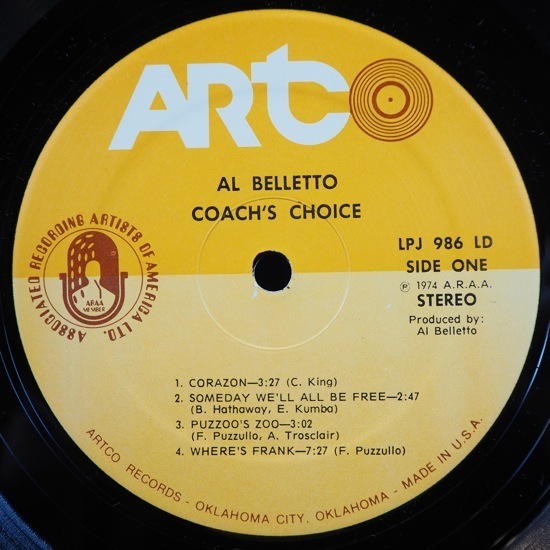 ARTCO
AL BELLETTO
COACH'S CHOICE
LPJ 986 LD
SIDE ONE
℗ 1974 A.R.A.A.
STEREO
Produced by:
Al Belletto
ASSOCIATED RECORDING ARTISTS OF AMERICA LTD.
ARAA
MEMBER
1. CORAZON—3:27 (C. King)
2. SOMEDAY WE'LL ALL BE FREE—2:47
(B. Hathaway, E. Kumba)
3. PUZZOO'S ZOO—3:02
(F. Puzzullo, A. Trosclair)
4. WHERE'S FRANK—7:27 (F. Puzzullo)
ARTCO RECORDS - OKLAHOMA CITY, OKLAHOMA - MADE IN U.S.A.